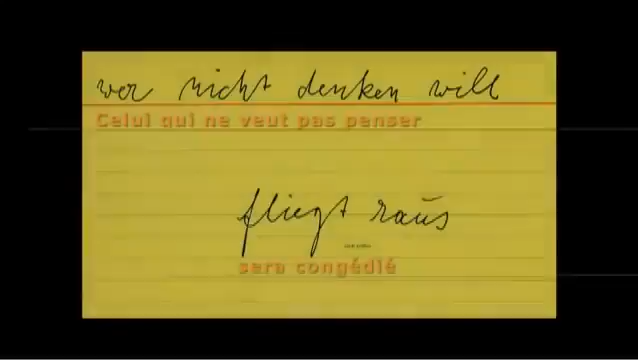 wer nicht denken will
Celui qui ne veut pas penser
fliegt raus
sera congédié